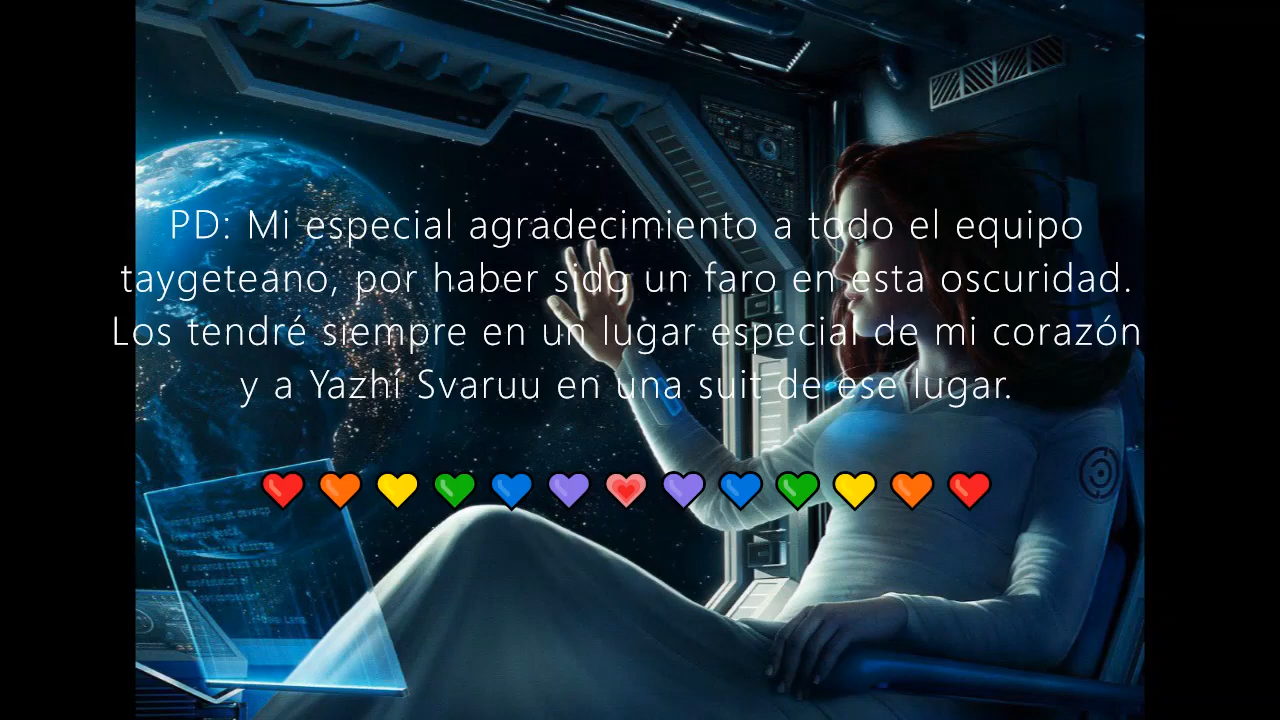 PD: Mi especial agradecimiento a todo el equipo
taygeteano, por haber sido un faro en esta oscuridad.
Los tendré siempre en un lugar especial de mi corazón
y a Yazhí Svaruu en una suit de ese lugar.